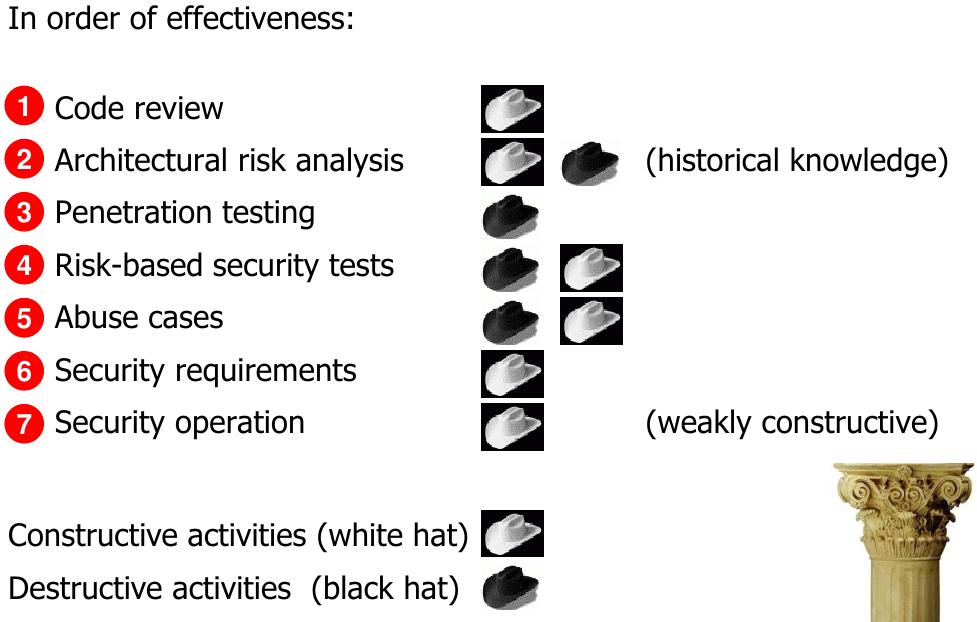 In order of effectiveness:
1 Code review
2 Architectural risk analysis (historical knowledge)
3 Penetration testing
4 Risk-based security tests
5 Abuse cases
6 Security requirements
7 Security operation (weakly constructive)
Constructive activities (white hat)
Destructive activities (black hat)